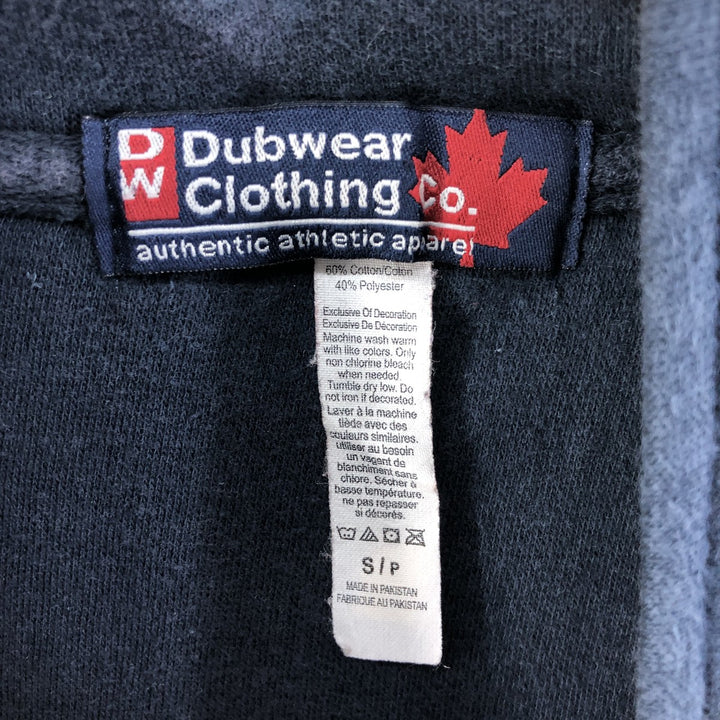 DW
Dubwear
Clothing Co.
authentic athletic apparel
60% Cotton/Coton
40% Polyester
Exclusive Of Decoration
Exclusive De Décoration
Machine wash warm
with like colors. Only
non chlorine bleach
when needed.
Tumble dry low. Do
not iron if decorated.
Laver à la machine
tiède avec des
couleurs similaires.
utiliser au besoin
un vagent de
blanchiment sans
chlore. Sécher à
basse température.
ne pas repasser
si décorés.
S/P
MADE IN PAKISTAN
FABRIQUE AU PAKISTAN